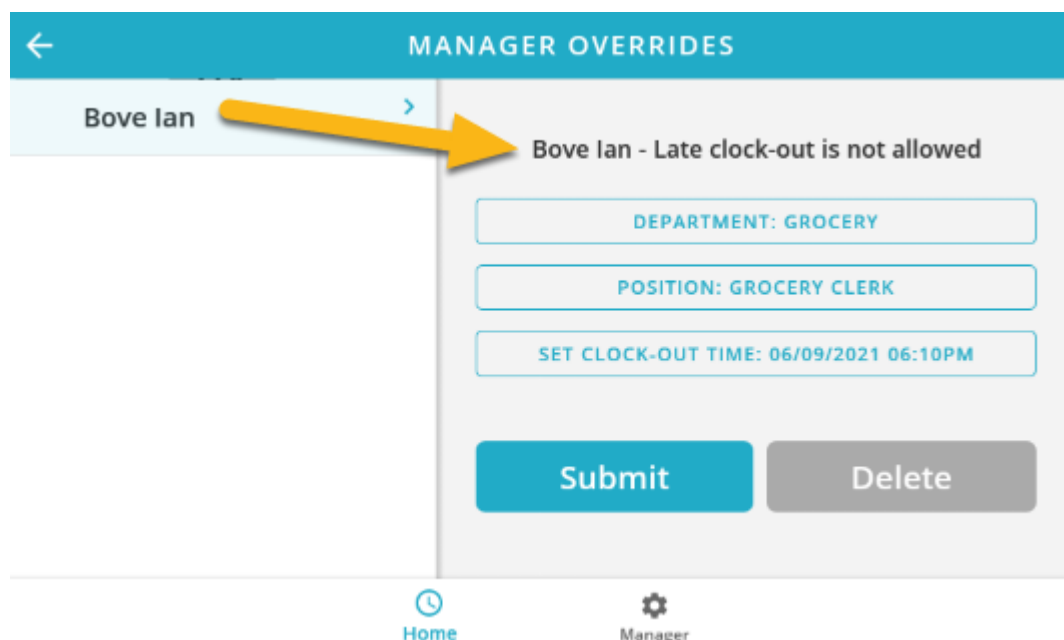 MANAGER OVERRIDES
Bove Ian
Bove Ian - Late clock-out is not allowed
DEPARTMENT: GROCERY
POSITION: GROCERY CLERK
SET CLOCK-OUT TIME: 06/09/2021 06:10PM
Submit
Delete
Home
Manager